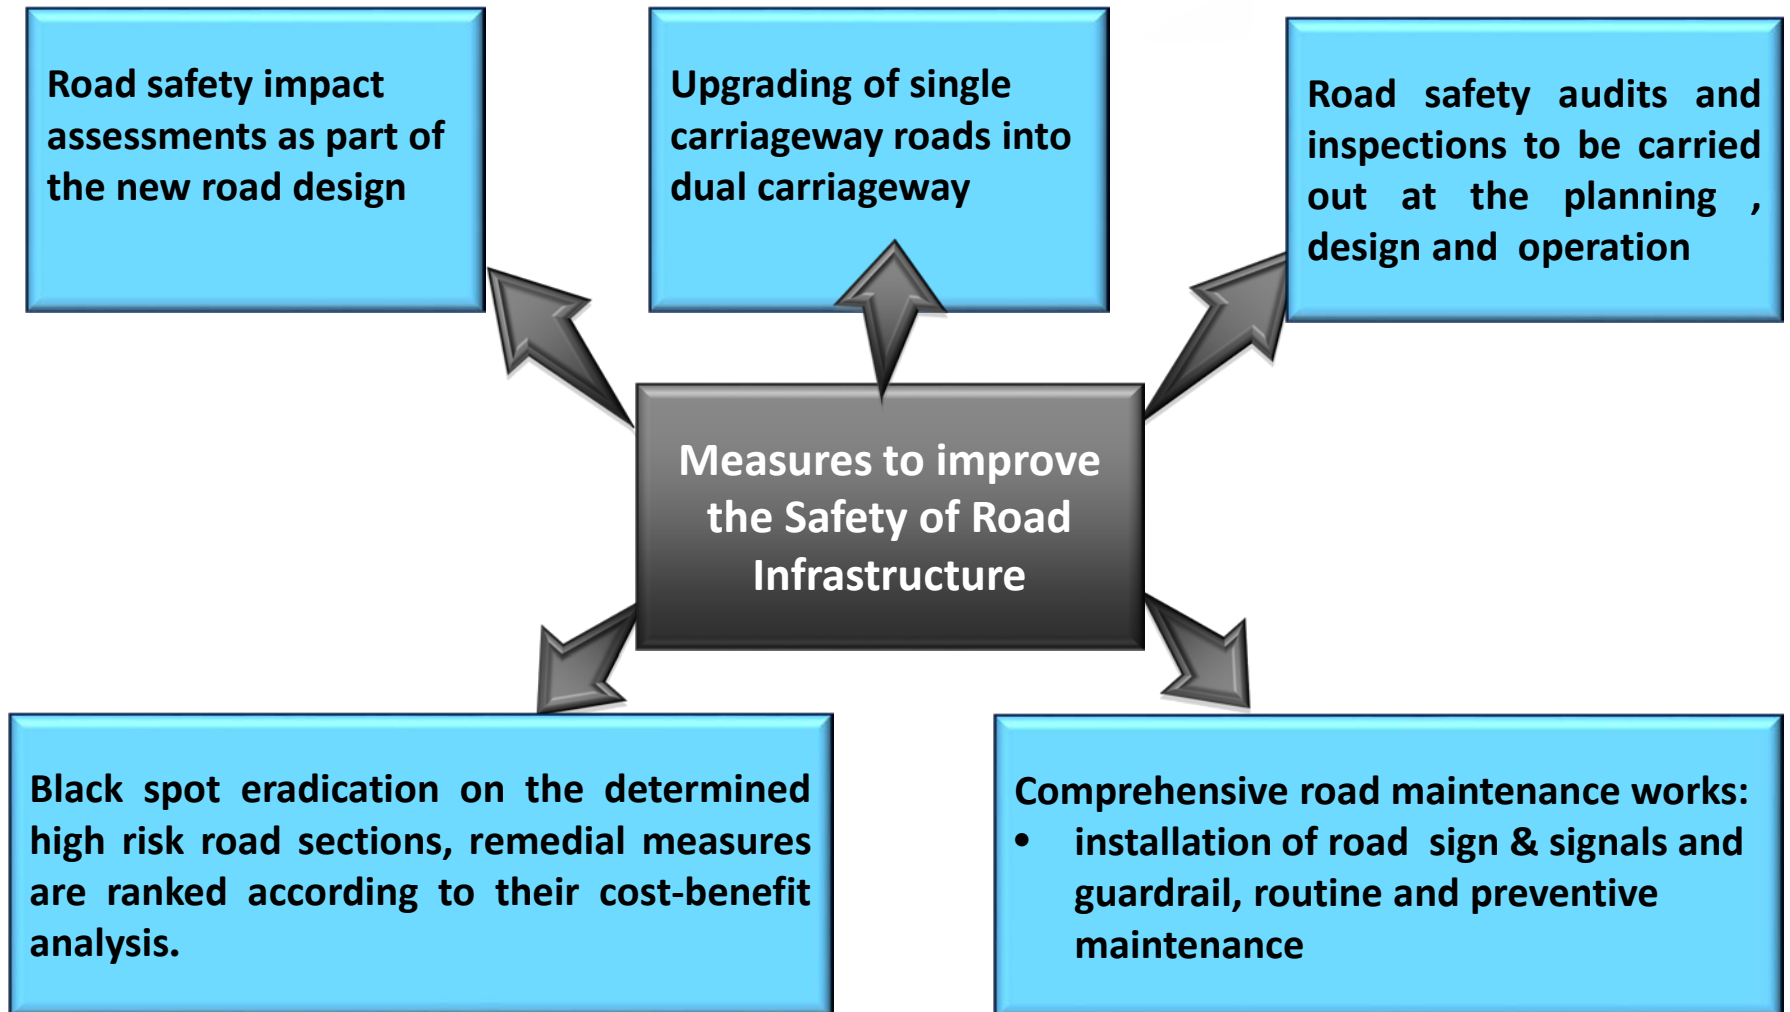 Road safety impact
assessments as part of
the new road design
Upgrading of single
carriageway roads into
dual carriageway
Road safety audits and
inspections to be carried
out at the planning ,
design and operation
Measures to improve
the Safety of Road
Infrastructure
Black spot eradication on the determined
high risk road sections, remedial measures
are ranked according to their cost-benefit
analysis.
Comprehensive road maintenance works:
• installation of road sign & signals and
guardrail, routine and preventive
maintenance